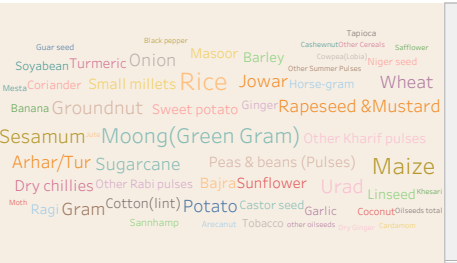 Tapioca
Black pepper
Guar seed
Cashewnut Other Cereals Safflower
Soyabean Turmeric Onion Masoor Barley Cowpea(Lobia) Niger seed
Other Summer Pulses
Mesta Coriander Small millets Rice Jowar Horse-gram Wheat
Banana Groundnut Sweet potato Ginger Rapeseed &Mustard
Sesamum Jute Moong(Green Gram) Other Kharif pulses
Arhar/Tur Sugarcane Peas & beans (Pulses) Maize
Dry chillies Other Rabi pulses Bajra Sunflower Urad Linseed Khesari
Moth Ragi Gram Cotton(lint) Potato Castor seed Garlic Coconut Oilseeds total
Sannhamp Arecanut Tobacco other oilseeds Dry Ginger Cardamom